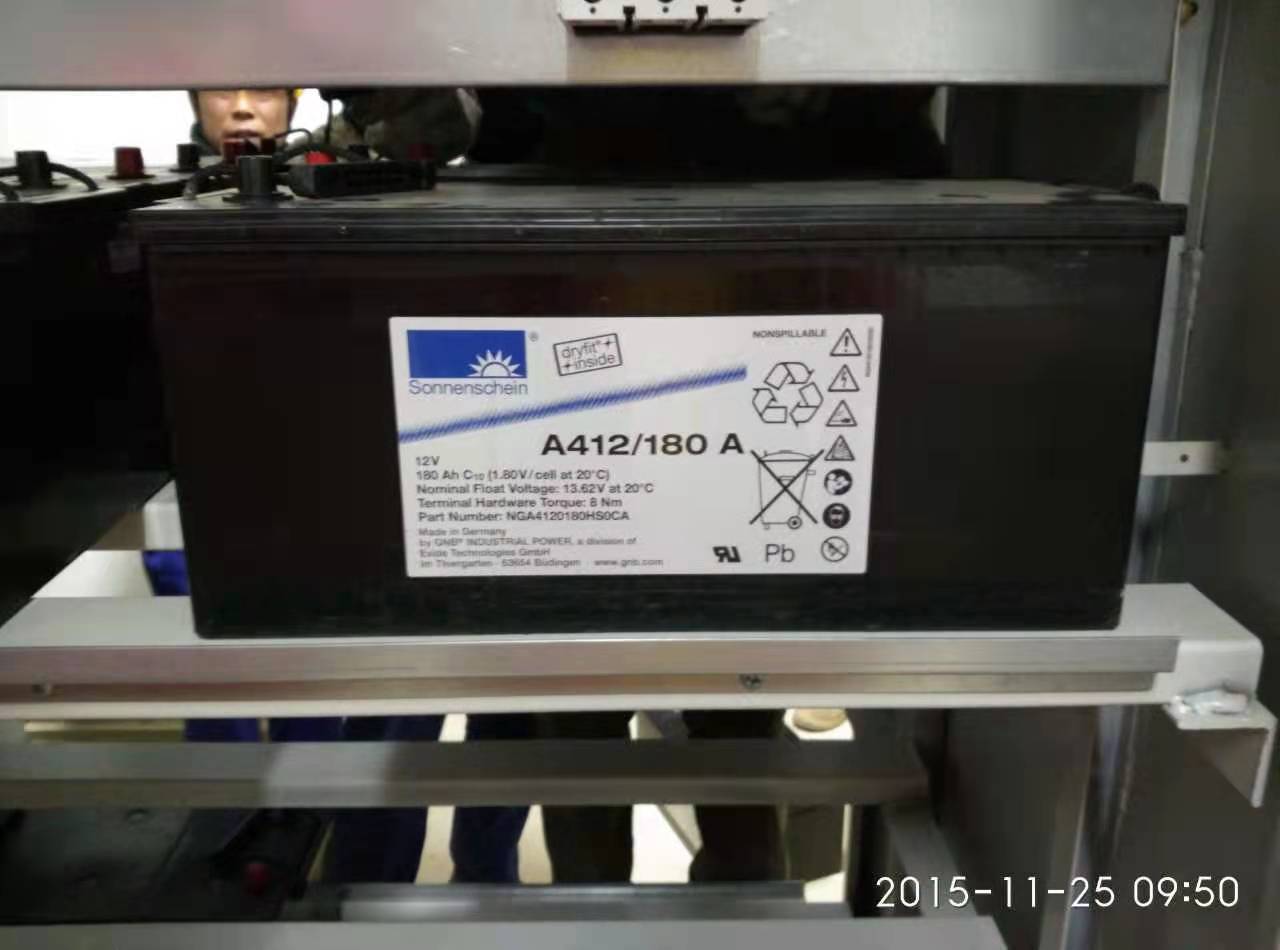 Sonnenschein
®
dryfit®
inside
NONSPILLABLE
A412/180 A
12V
180 Ah C10 (1.80V/cell at 20°C)
Nominal Float Voltage: 13.62V at 20°C
Terminal Hardware Torque: 8 Nm
Part Number: NGA4120180HS0CA
Made in Germany
by GNB® INDUSTRIAL POWER, a division of
Exide Technologies GmbH
Im Thiergarten · 63654 Büdingen · www.gnb.com
Pb
2015-11-25 09:50